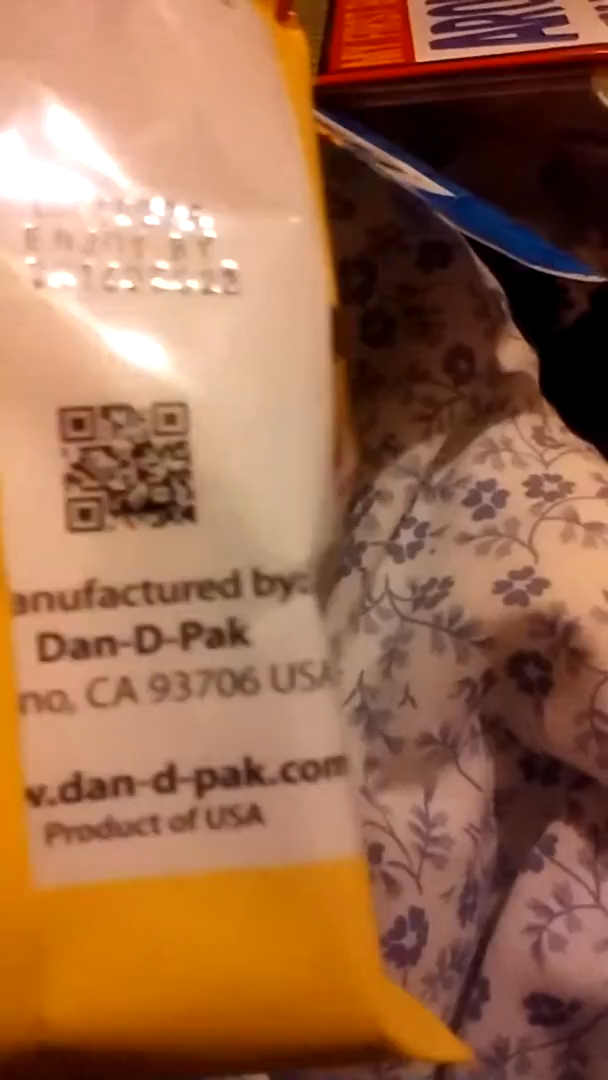 ENJOY BY
anufactured by:
Dan-D-Pak
no, CA 93706 USA
w.dan-d-pak.com
Product of USA